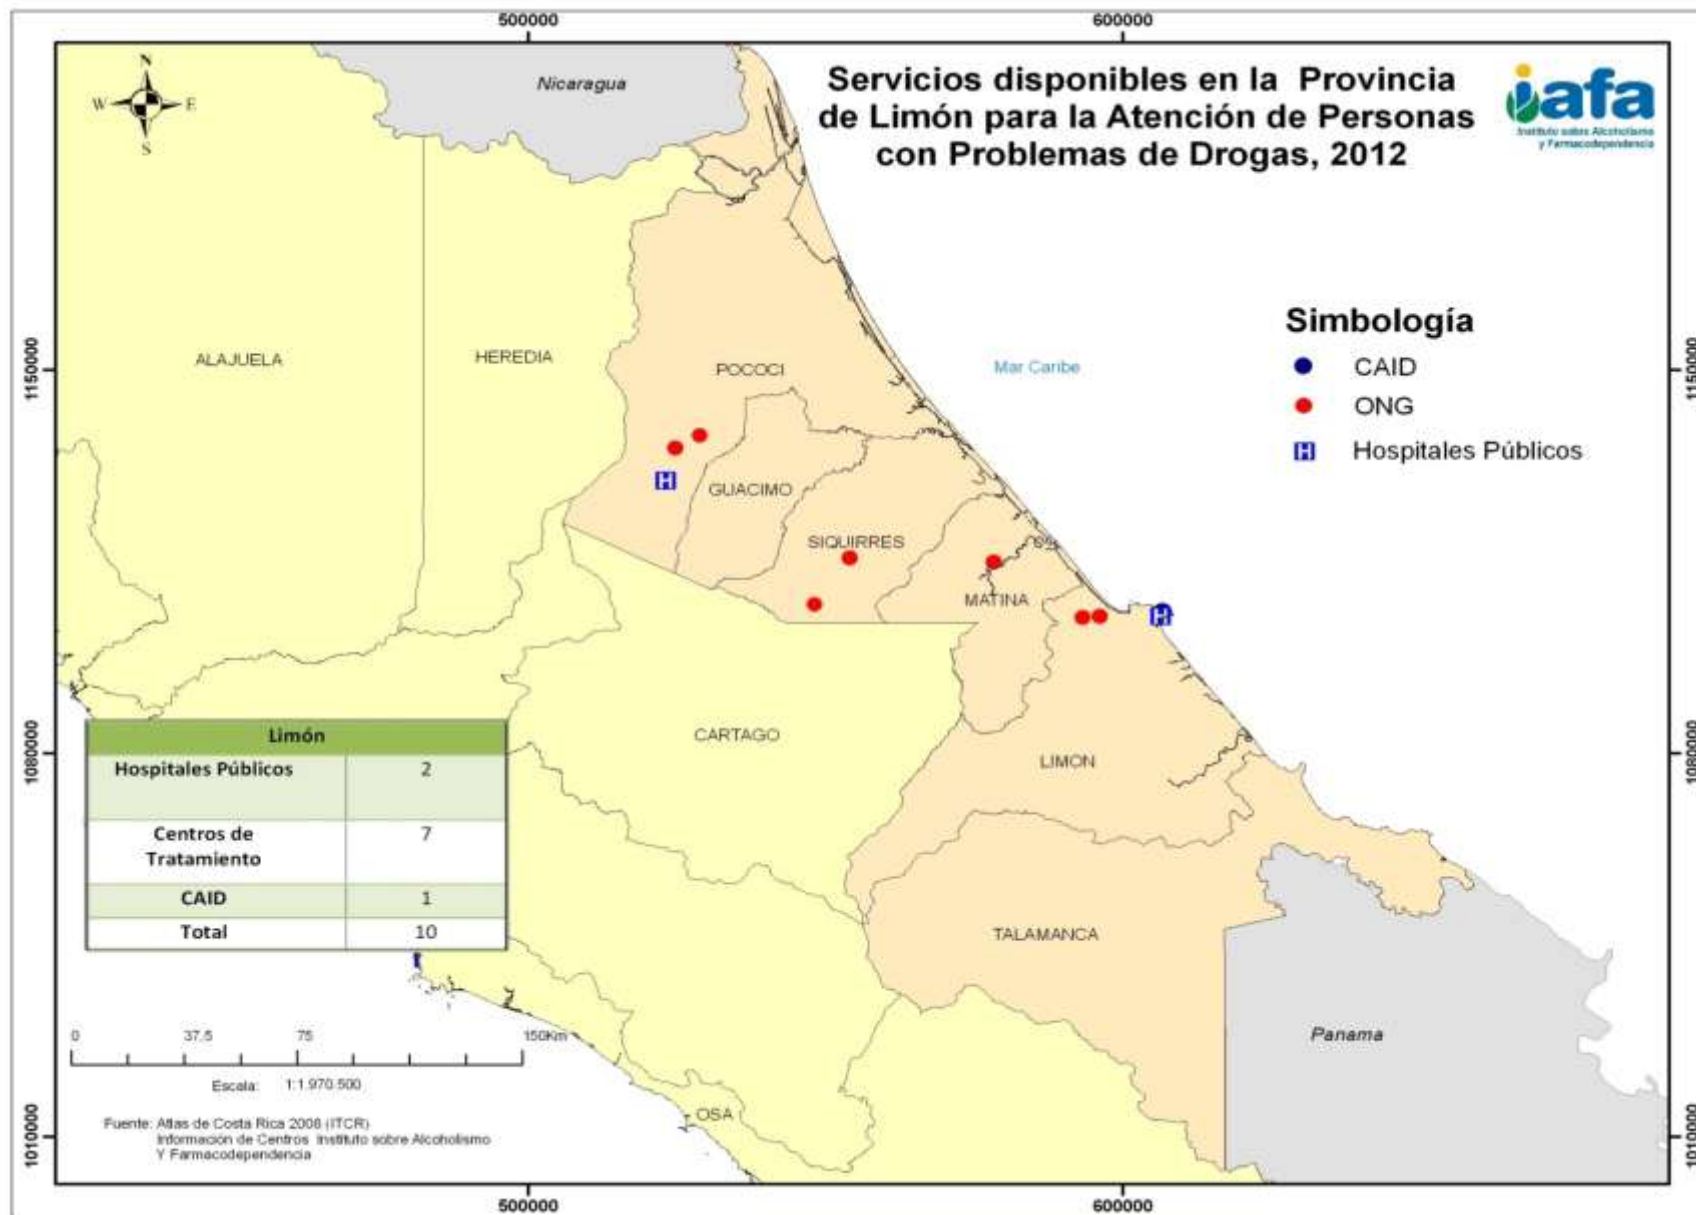 500000
600000
Servicios disponibles en la Provincia
de Limón para la Atención de Personas
con Problemas de Drogas, 2012
iafa
Instituto sobre Alcoholismo
y Farmacodependencia
N
W
E
S
Nicaragua
Simbología
CAID
ONG
Hospitales Públicos
1150000
1150000
ALAJUELA
HEREDIA
POCOCI
Mar Caribe
H
GUACIMO
SIQUIRRES
MATINA
H
CARTAGO
LIMON
TALAMANCA
Panama
OSA
1080000
1080000
Limón
Hospitales Públicos 2
Centros de 7
Tratamiento
CAID 1
Total 10
0 37.5 75 150Km
Escala: 1:1.970.500
Fuente: Atlas de Costa Rica 2008 (ITCR)
Información de Centros Instituto sobre Alcoholismo
Y Farmacodependencia
1010000
1010000
500000
600000